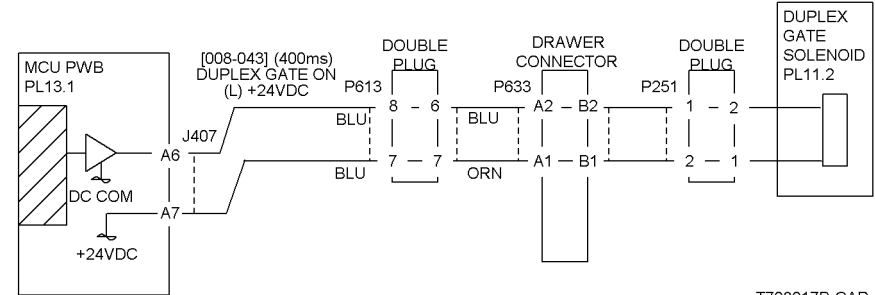 DUPLEX
GATE
SOLENOID
PL11.2
DOUBLE
PLUG
DRAWER
CONNECTOR
DOUBLE
PLUG
[008-043] (400ms)
DUPLEX GATE ON
(L) +24VDC
MCU PWB
PL13.1
P613
P633
P251
8 - 6
A2 - B2
1 - 2
BLU
BLU
J407
A6
7 - 7
A1 - B1
2 - 1
BLU
ORN
DC COM
A7
+24VDC